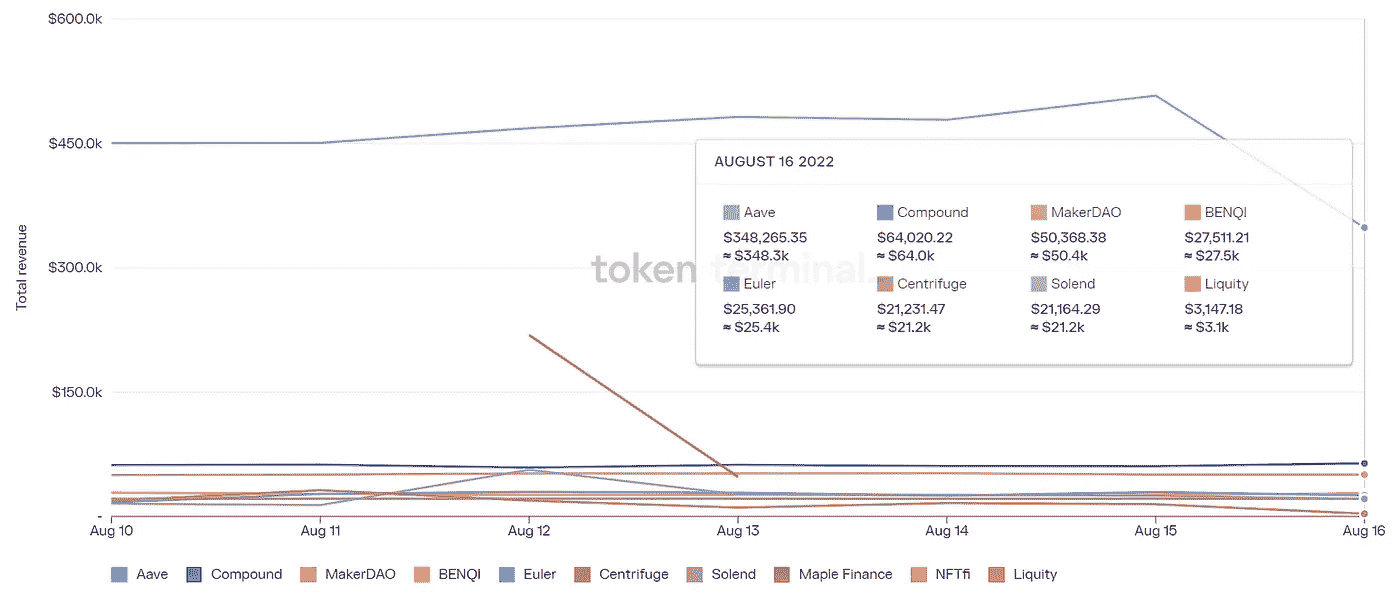 $600.0k
$450.0k
$300.0k
$150.0k
-
Total revenue
token terminal
AUGUST 16 2022
Aave Compound MakerDAO BENQI
$348,265.35 $64,020.22 $50,368.38 $27,511.21
≈ $348.3k ≈ $64.0k ≈ $50.4k ≈ $27.5k
Euler Centrifuge Solend Liquity
$25,361.90 $21,231.47 $21,164.29 $3,147.18
≈ $25.4k ≈ $21.2k ≈ $21.2k ≈ $3.1k
Aug 10 Aug 11 Aug 12 Aug 13 Aug 14 Aug 15 Aug 16
Aave Compound MakerDAO BENQI Euler Centrifuge Solend Maple Finance NFTfi Liquity